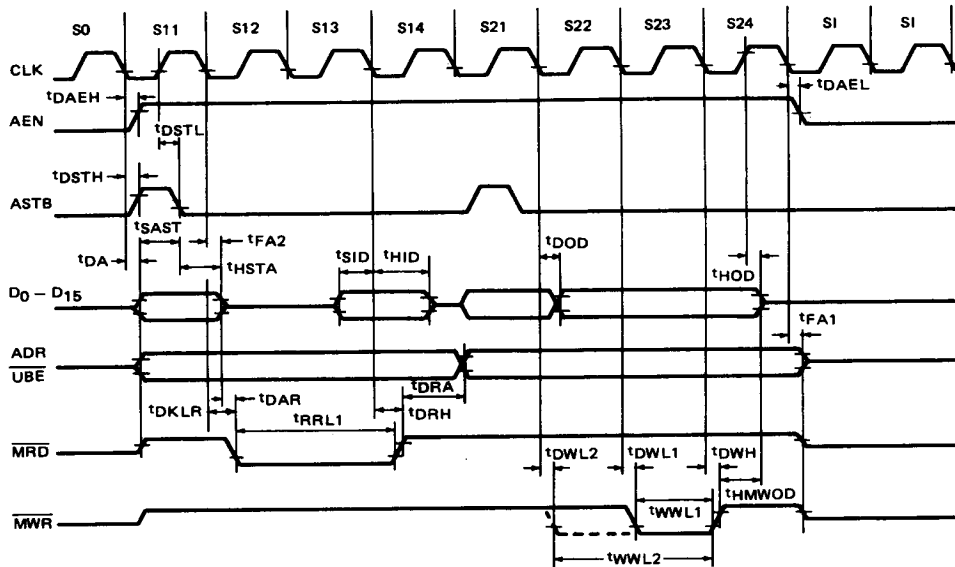 S0 S11 S12 S13 S14 S21 S22 S23 S24 SI SI
CLK
tDAEH tDAEL
AEN
tDSTL
tDSTH
ASTB
tSAST
tFA2 tDOD
tDA tHSTA tSID tHID tHOD
D0 – D15
tFA1
ADR
UBE
tDRA
tDAR
tDKLR tRRL1 tDRH
MRD
tDWL2 tDWL1 tDWH
tHMWOD
tWWL1
MWR
tWWL2